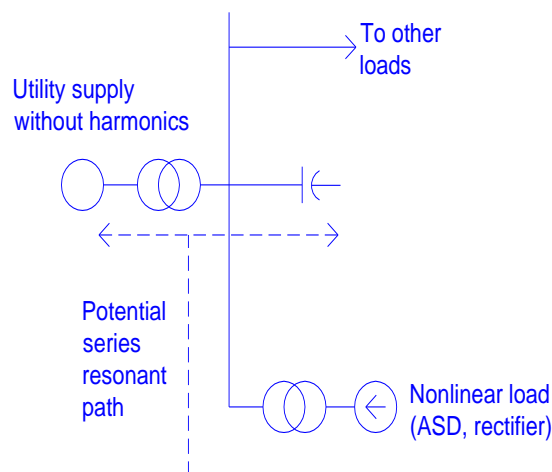 To other
loads
Utility supply
without harmonics
Potential
series
resonant
path
Nonlinear load
(ASD, rectifier)